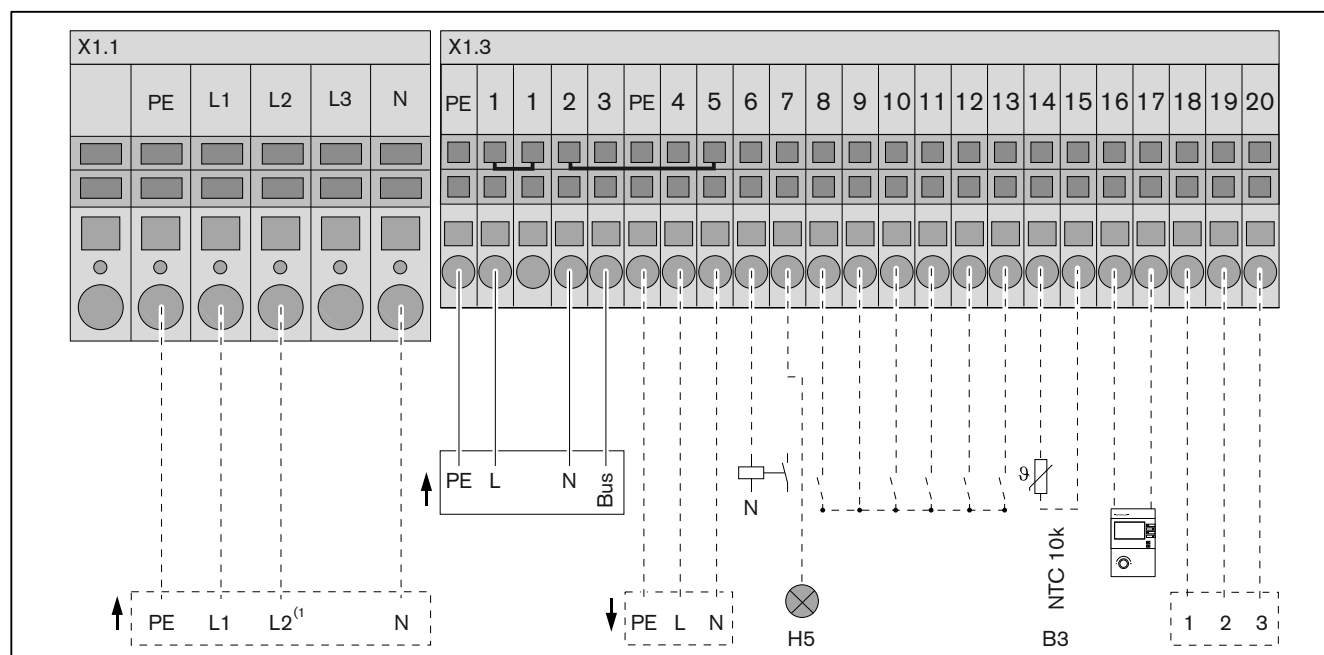 X1.1
X1.3
PE L1 L2 L3 N
PE 1 1 2 3 PE 4 5 6 7 8 9 10 11 12 13 14 15 16 17 18 19 20
PE L N Bus
N
ϑ
NTC 10k
PE L1 L2(1 N
PE L N
H5
B3
1 2 3